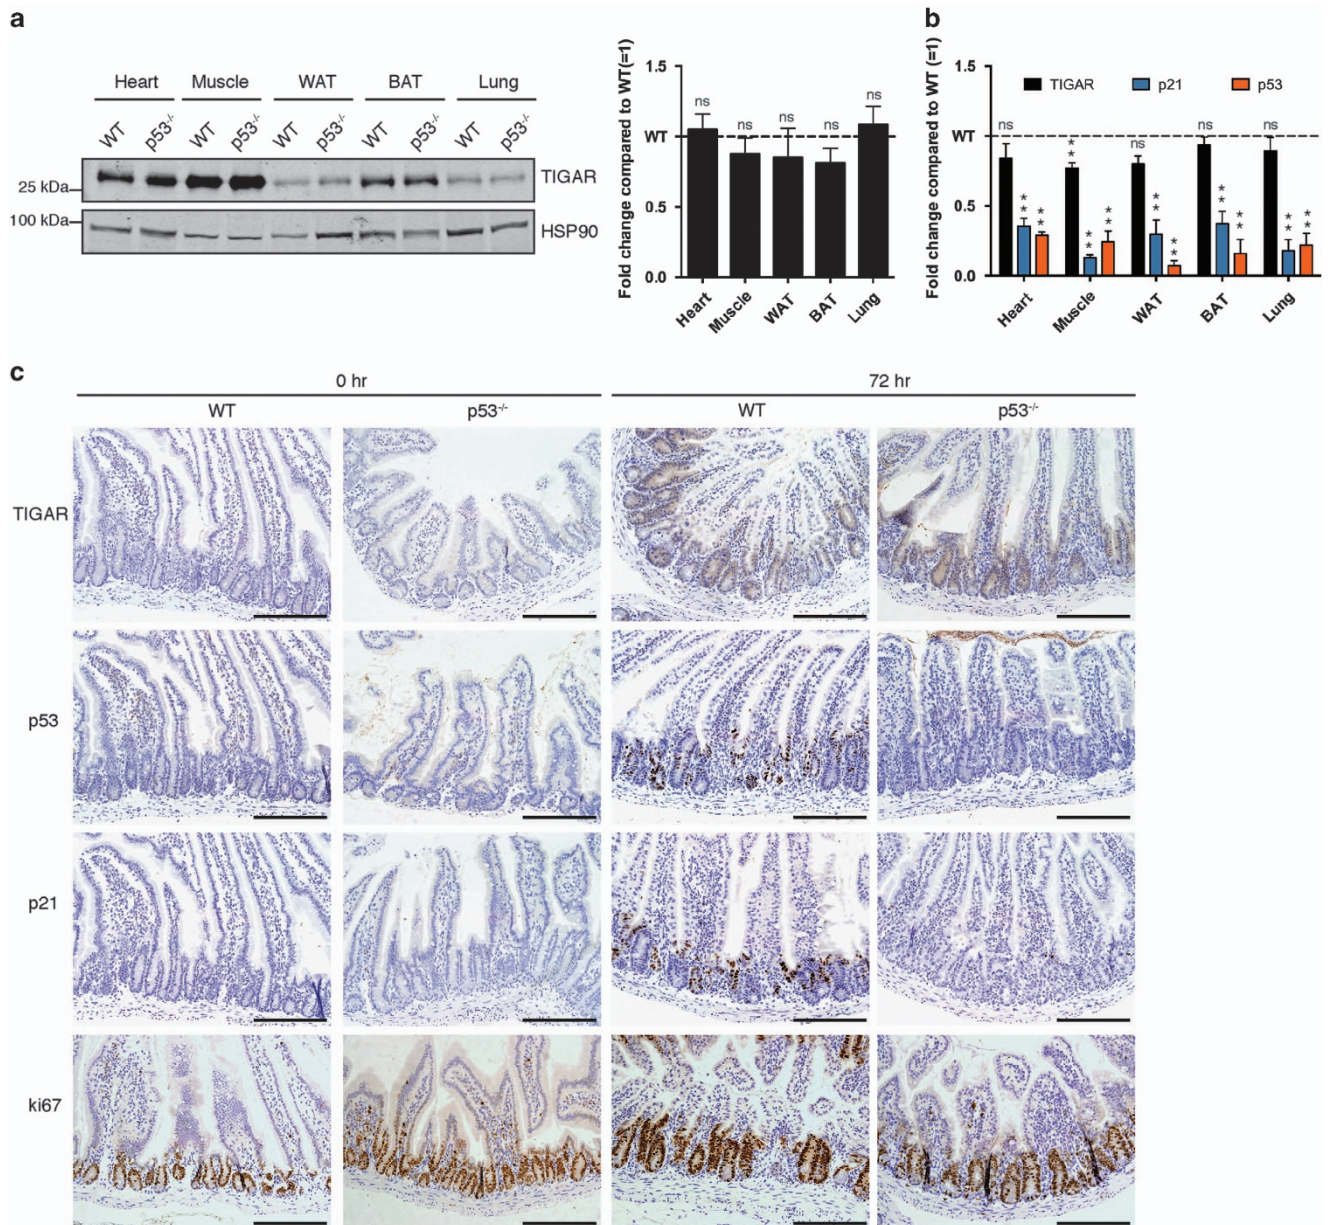 a
Heart Muscle WAT BAT Lung
WT p53-/- WT p53-/- WT p53-/- WT p53-/- WT p53-/-
25 kDa
TIGAR
100 kDa
HSP90
Fold change compared to WT(=1)
1.5
WT
0.5
0.0
ns ns ns ns ns
Heart Muscle WAT BAT Lung
b
Fold change compared to WT (=1)
1.5
WT
0.5
0.0
TIGAR p21 p53
ns ** ** ** ** ** ns ** ** ns ** ** ns ** **
Heart Muscle WAT BAT Lung
c
0 hr 72 hr
WT p53-/- WT p53-/-
TIGAR
p53
p21
ki67